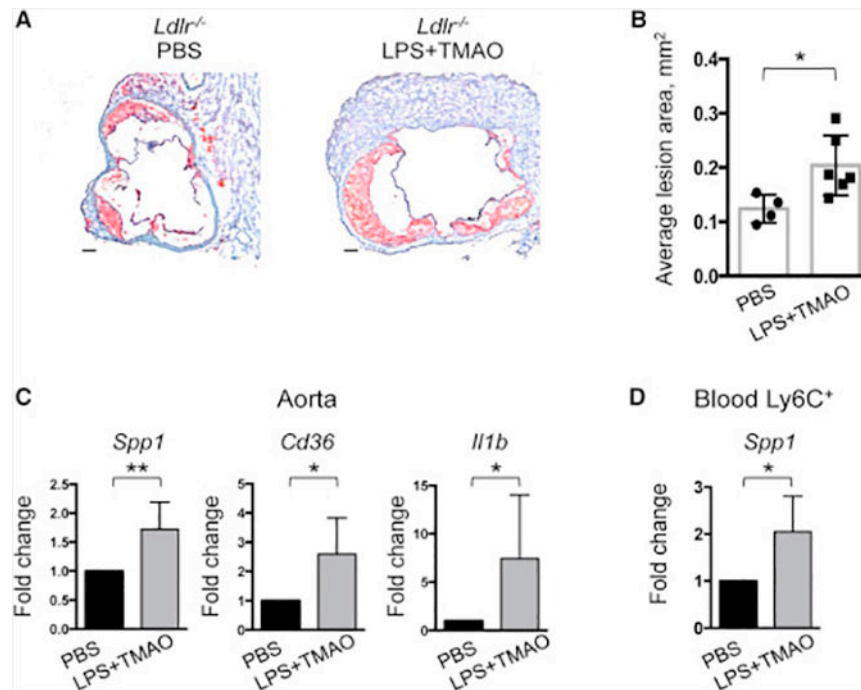 A
Ldlr-/-
PBS
Ldlr-/-
LPS+TMAO
B
Average lesion area, mm2
0.4
0.3
0.2
0.1
0.0
*
PBS
LPS+TMAO
C
Aorta
Spp1
**
Fold change
2.5
2.0
1.5
1.0
0.5
0.0
PBS
LPS+TMAO
Cd36
*
Fold change
6
5
4
3
2
1
0
PBS
LPS+TMAO
Il1b
*
Fold change
15
10
5
0
PBS
LPS+TMAO
D
Blood Ly6C+
Spp1
*
Fold change
3
2
1
0
PBS
LPS+TMAO